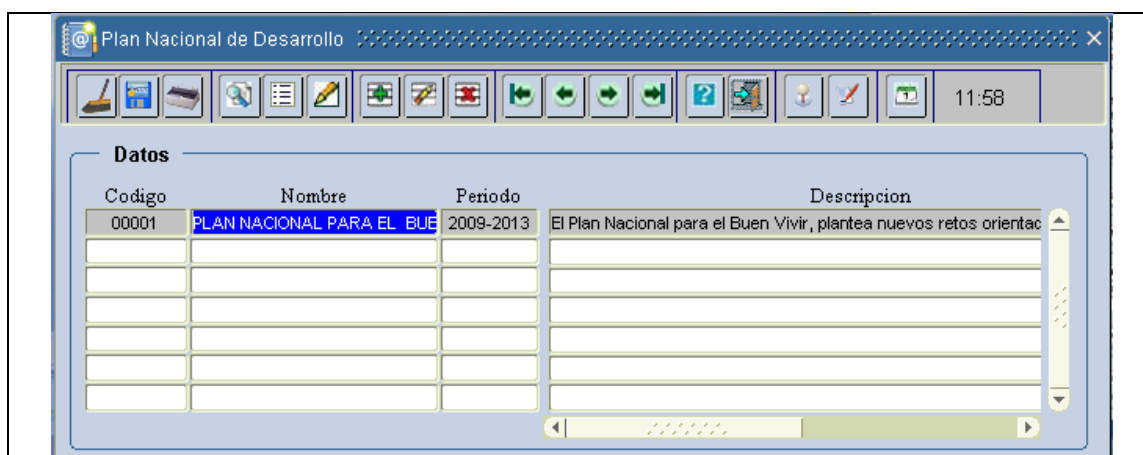 Plan Nacional de Desarrollo
11:58
Datos
Codigo Nombre Periodo Descripcion
00001 PLAN NACIONAL PARA EL BUE 2009-2013 El Plan Nacional para el Buen Vivir, plantea nuevos retos orientac